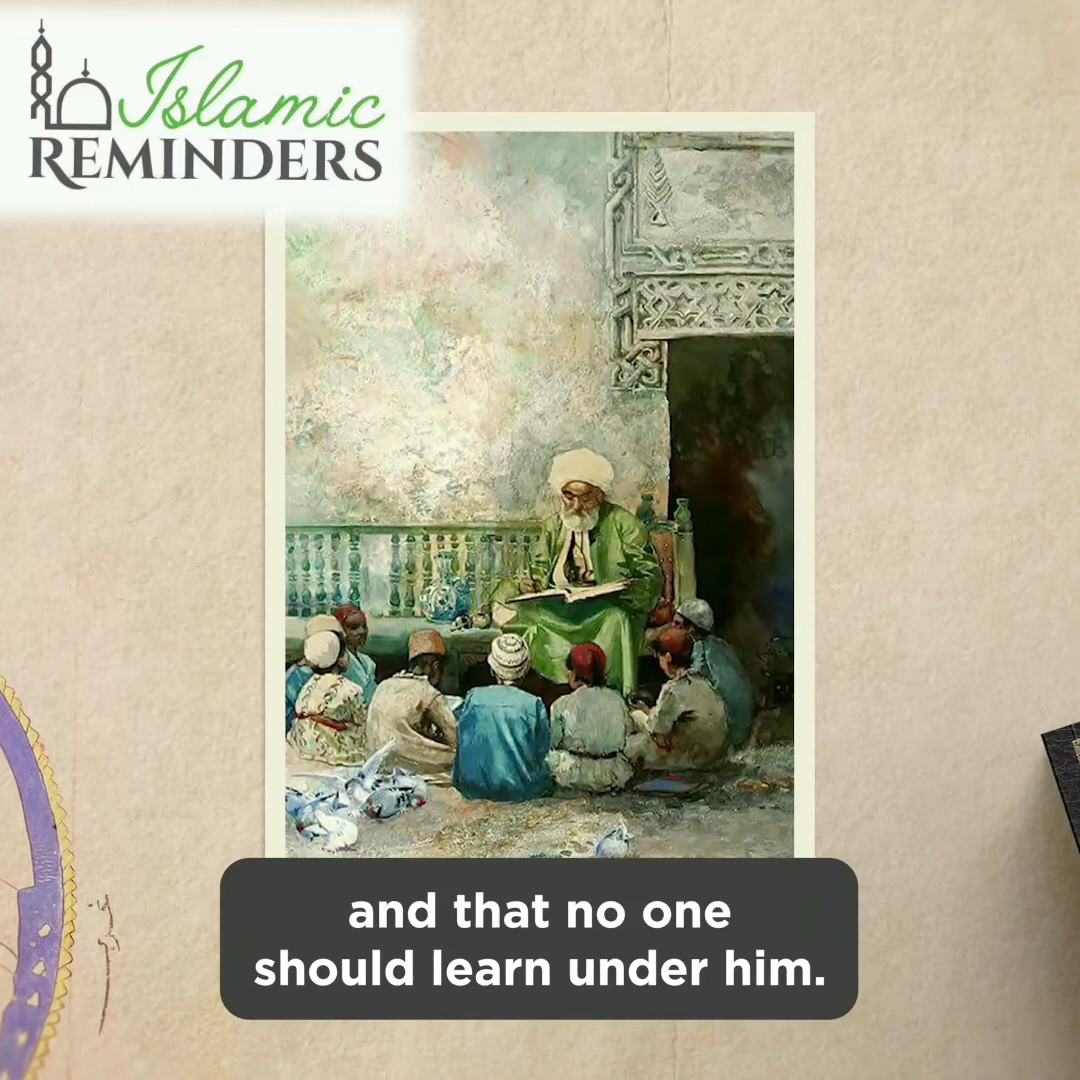 Islamic
REMINDERS
and that no one
should learn under him.